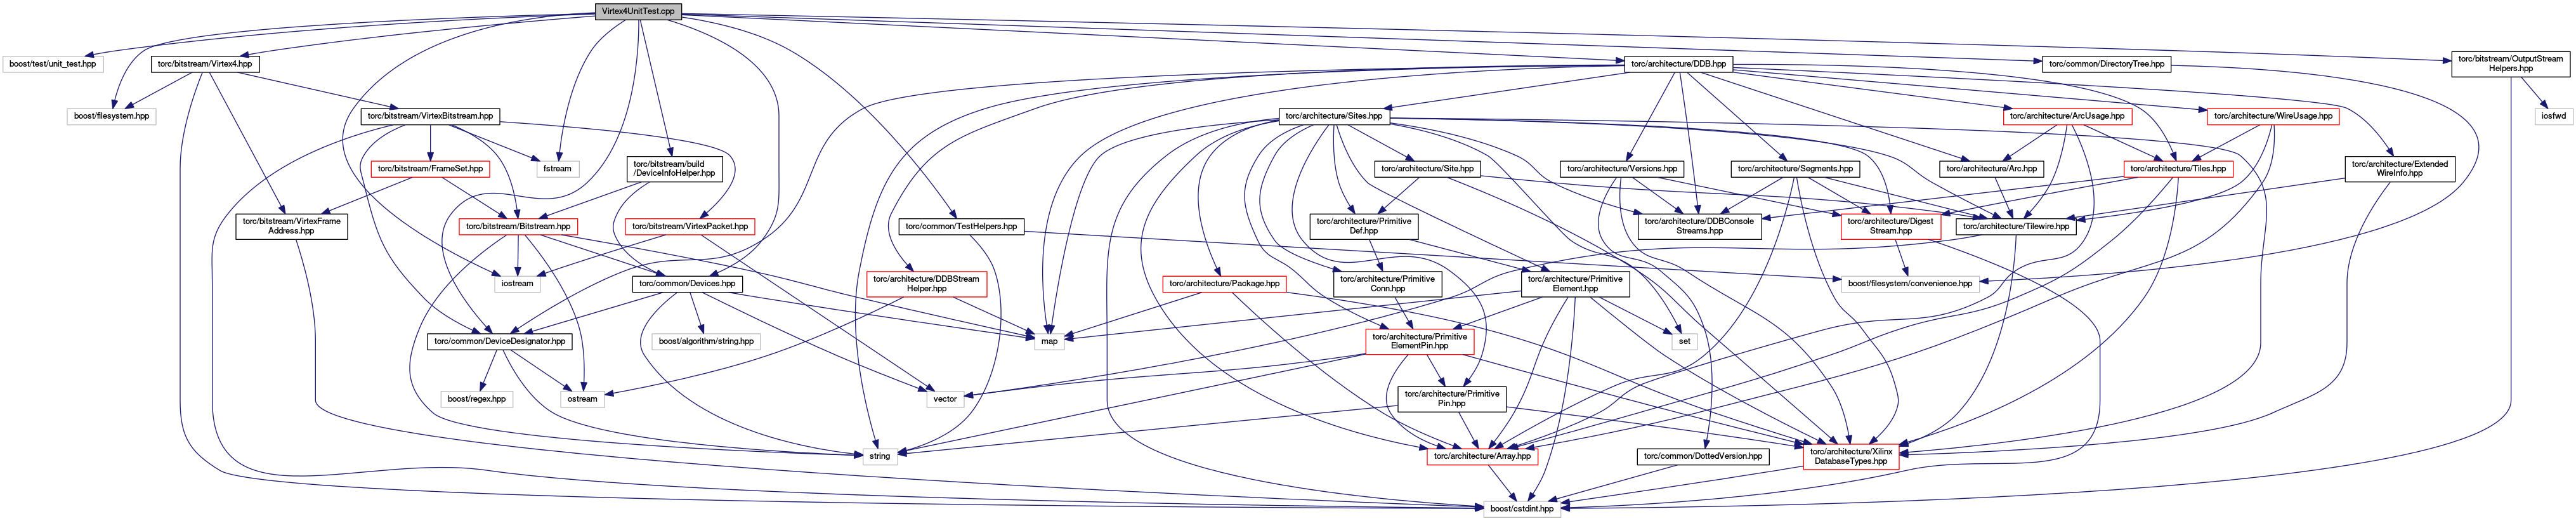 Virtex4UnitTest.cpp
boost/test/unit_test.hpp
torc/bitstream/Virtex4.hpp
torc/architecture/DDB.hpp
torc/common/DirectoryTree.hpp
torc/bitstream/OutputStream
Helpers.hpp
boost/filesystem.hpp
torc/bitstream/VirtexBitstream.hpp
torc/architecture/Sites.hpp
torc/architecture/ArcUsage.hpp
torc/architecture/WireUsage.hpp
iosfwd
torc/bitstream/FrameSet.hpp
fstream
torc/bitstream/build
/DeviceInfoHelper.hpp
torc/architecture/Site.hpp
torc/architecture/Versions.hpp
torc/architecture/Segments.hpp
torc/architecture/Arc.hpp
torc/architecture/Tiles.hpp
torc/architecture/Extended
WireInfo.hpp
torc/bitstream/VirtexFrame
Address.hpp
torc/bitstream/Bitstream.hpp
torc/bitstream/VirtexPacket.hpp
torc/common/TestHelpers.hpp
torc/architecture/Primitive
Def.hpp
torc/architecture/DDBConsole
Streams.hpp
torc/architecture/Digest
Stream.hpp
torc/architecture/Tilewire.hpp
iostream
torc/common/Devices.hpp
torc/architecture/DDBStream
Helper.hpp
torc/architecture/Package.hpp
torc/architecture/Primitive
Conn.hpp
torc/architecture/Primitive
Element.hpp
boost/filesystem/convenience.hpp
torc/common/DeviceDesignator.hpp
boost/algorithm/string.hpp
map
torc/architecture/Primitive
ElementPin.hpp
set
boost/regex.hpp
ostream
vector
torc/architecture/Primitive
Pin.hpp
string
torc/architecture/Array.hpp
torc/common/DottedVersion.hpp
torc/architecture/Xilinx
DatabaseTypes.hpp
boost/cstdint.hpp